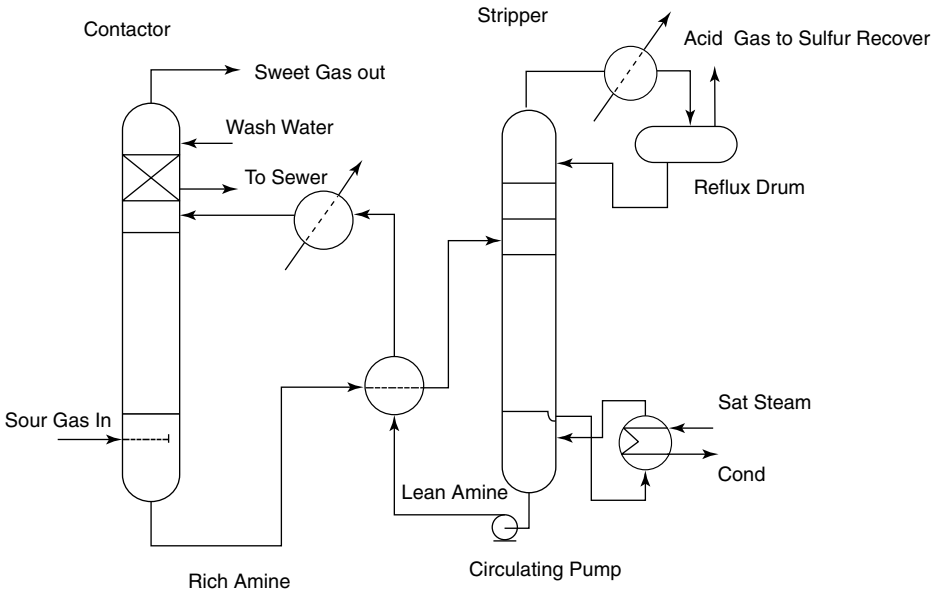 Stripper
Contactor
Acid Gas to Sulfur Recover
Sweet Gas out
Wash Water
To Sewer
Reflux Drum
Sour Gas In
Sat Steam
Cond
Lean Amine
Circulating Pump
Rich Amine